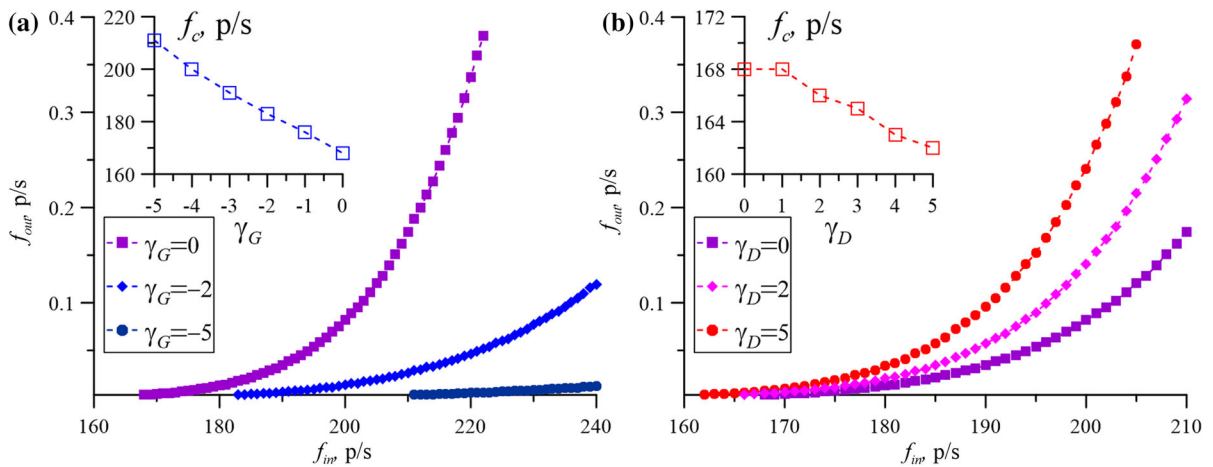 (a)
f_c, p/s
220
200
180
160
-5 -4 -3 -2 -1 0
γ_G
0.4
0.3
0.2
0.1
f_out, p/s
γ_G=0
γ_G=−2
γ_G=−5
160 180 200 220 240
f_in, p/s
(b)
f_c, p/s
172
168
164
160
0 1 2 3 4 5
γ_D
0.4
0.3
0.2
0.1
f_out, p/s
γ_D=0
γ_D=2
γ_D=5
160 170 180 190 200 210
f_in, p/s